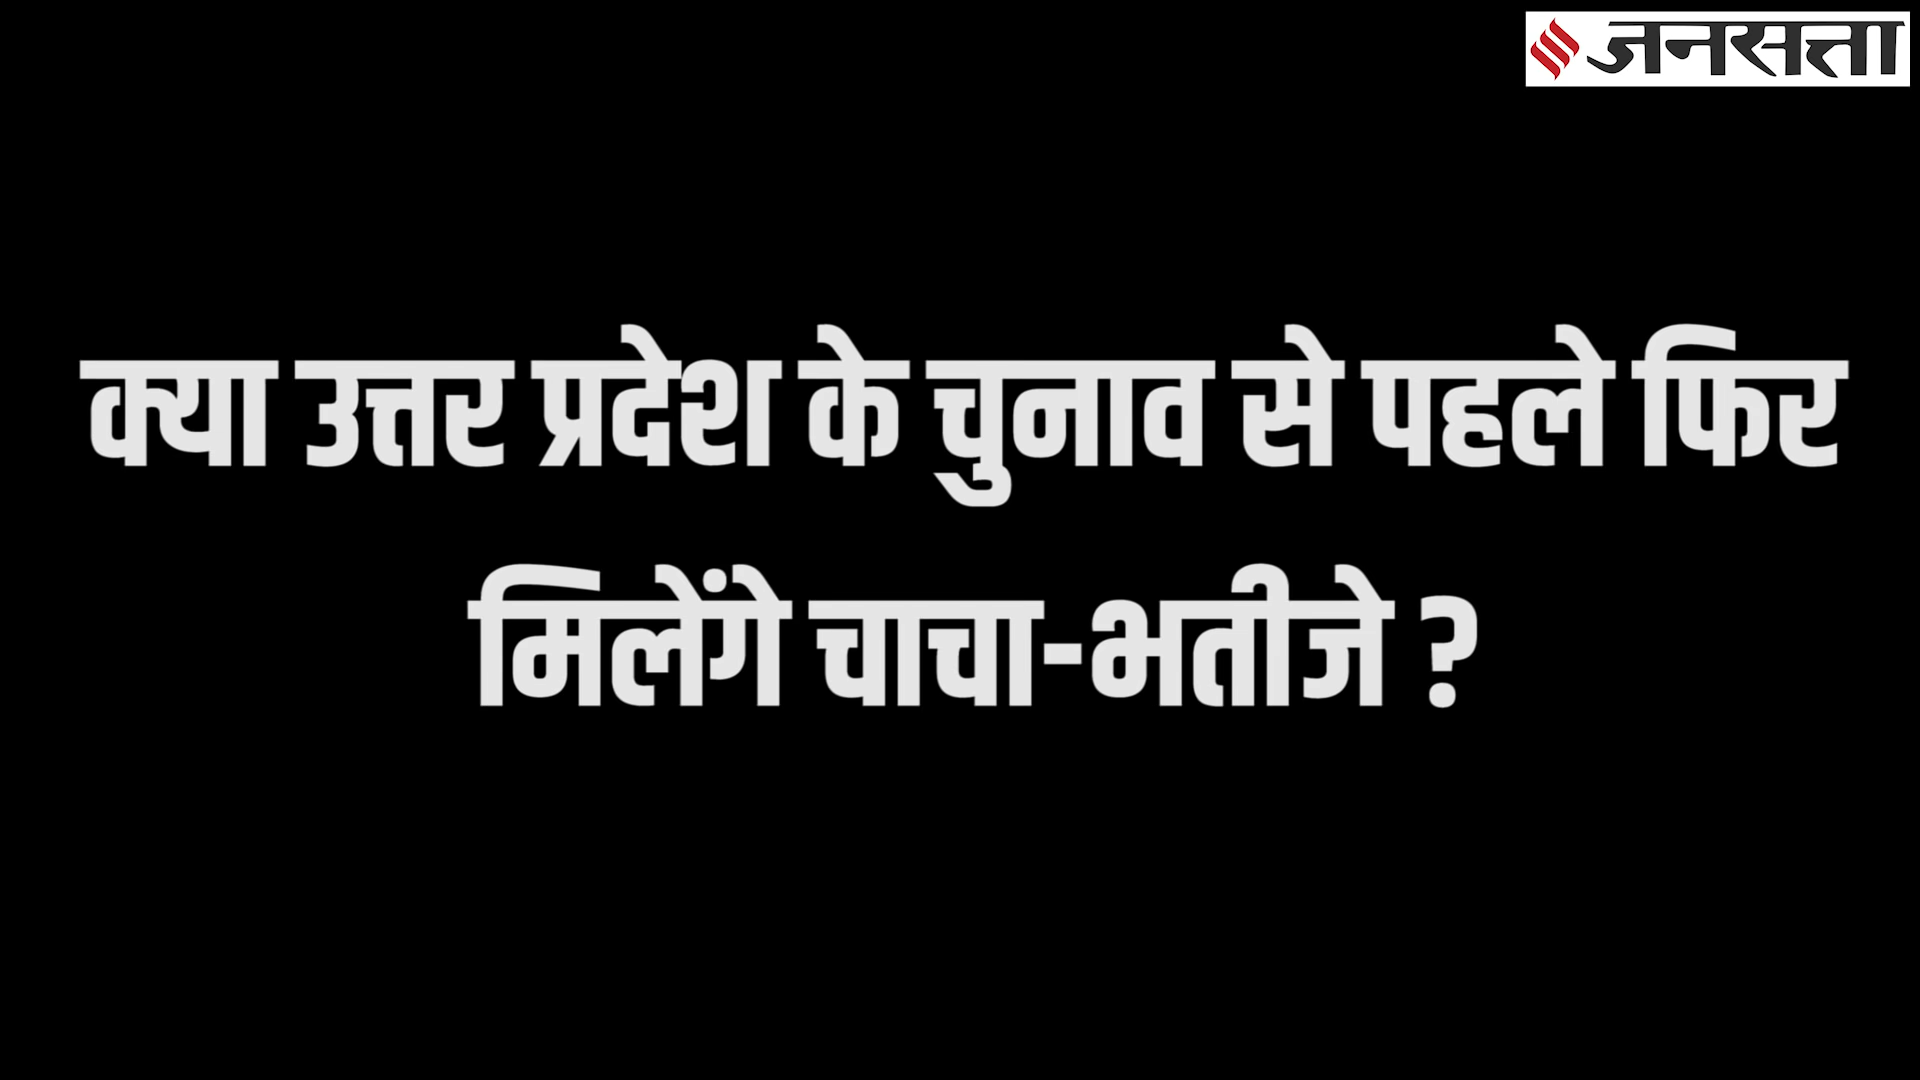 जनसत्ता
क्या उत्तर प्रदेश के चुनाव से पहले फिर
मिलेंगे चाचा-भतीजे ?